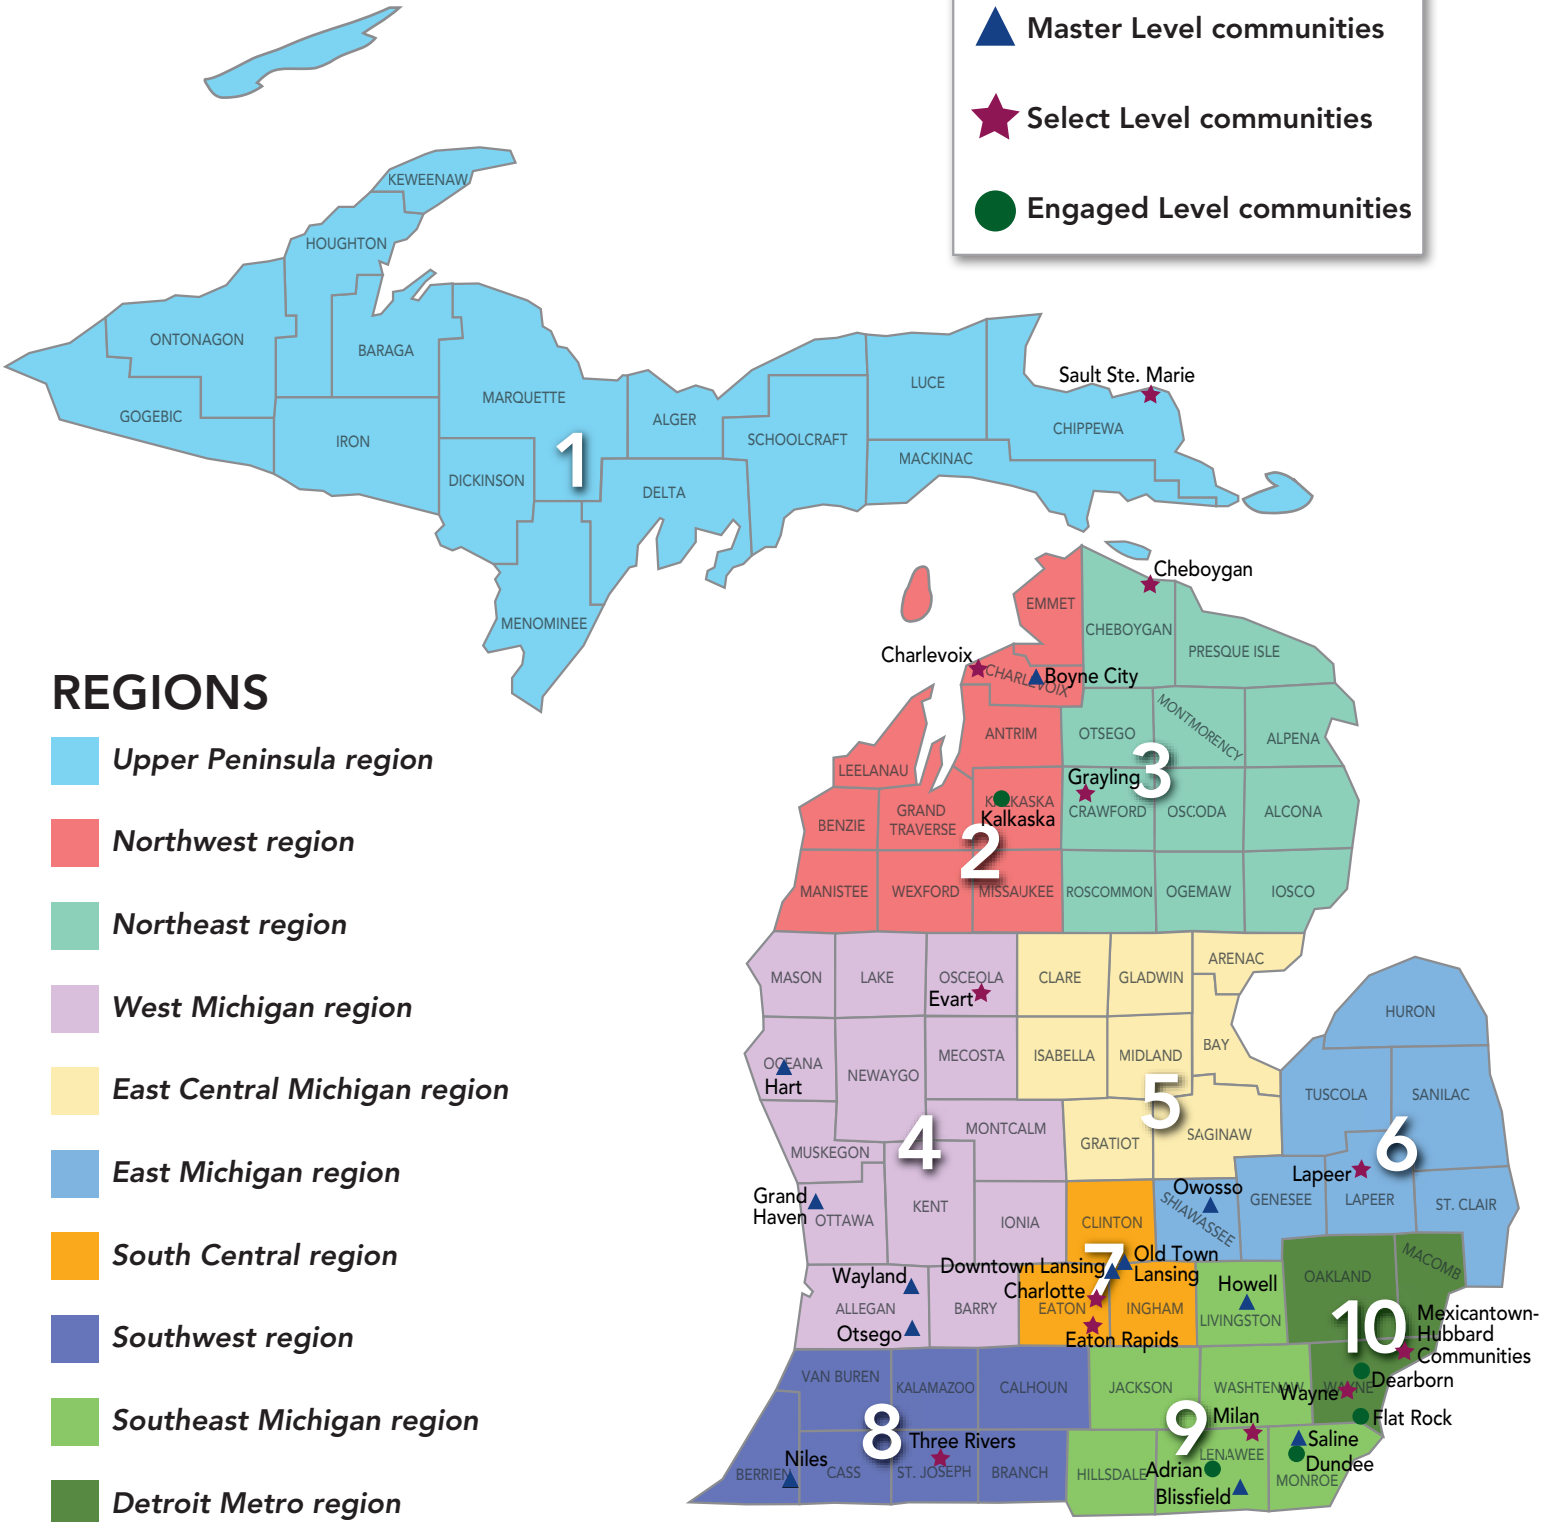 Master Level communities
Select Level communities
Engaged Level communities
KEWEENAW
HOUGHTON
ONTONAGON
BARAGA
GOGEBIC
IRON
MARQUETTE
DICKINSON
1
ALGER
SCHOOLCRAFT
DELTA
MENOMINEE
LUCE
MACKINAC
Sault Ste. Marie
CHIPPEWA
REGIONS
Upper Peninsula region
Northwest region
Northeast region
West Michigan region
East Central Michigan region
East Michigan region
South Central region
Southwest region
Southeast Michigan region
Detroit Metro region
EMMET
Cheboygan
CHEBOYGAN
PRESQUE ISLE
Charlevoix
CHARLEVOIX
Boyne City
ANTRIM
OTSEGO
MONTMORENCY
ALPENA
3
LEELANAU
BENZIE
GRAND
TRAVERSE
KALKASKA
Kalkaska
Grayling
CRAWFORD
OSCODA
ALCONA
2
MANISTEE
WEXFORD
MISSAUKEE
ROSCOMMON
OGEMAW
IOSCO
MASON
LAKE
OSCEOLA
Evart
CLARE
GLADWIN
ARENAC
OCEANA
Hart
NEWAYGO
MECOSTA
ISABELLA
MIDLAND
BAY
5
HURON
TUSCOLA
SANILAC
MUSKEGON
4
MONTCALM
GRATIOT
SAGINAW
6
Lapeer
LAPEER
GENESEE
ST. CLAIR
Grand
Haven
OTTAWA
KENT
IONIA
CLINTON
Owosso
SHIAWASSEE
7
Old Town
Lansing
Downtown Lansing
Charlotte
EATON
INGHAM
Eaton Rapids
Wayland
ALLEGAN
Otsego
BARRY
Howell
LIVINGSTON
OAKLAND
MACOMB
10
Mexicantown-
Hubbard
Communities
WAYNE
Dearborn
Wayne
Flat Rock
VAN BUREN
KALAMAZOO
CALHOUN
JACKSON
WASHTENAW
8
9
Milan
Three Rivers
Niles
BERRIEN
CASS
ST. JOSEPH
BRANCH
HILLSDALE
LENAWEE
Adrian
Blissfield
Saline
Dundee
MONROE